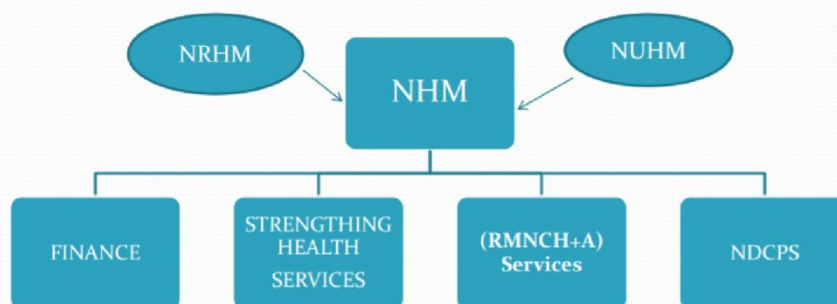 NRHM
NHM
NUHM
FINANCE
STRENGTHING
HEALTH
SERVICES
(RMNCH+A)
Services
NDCPS